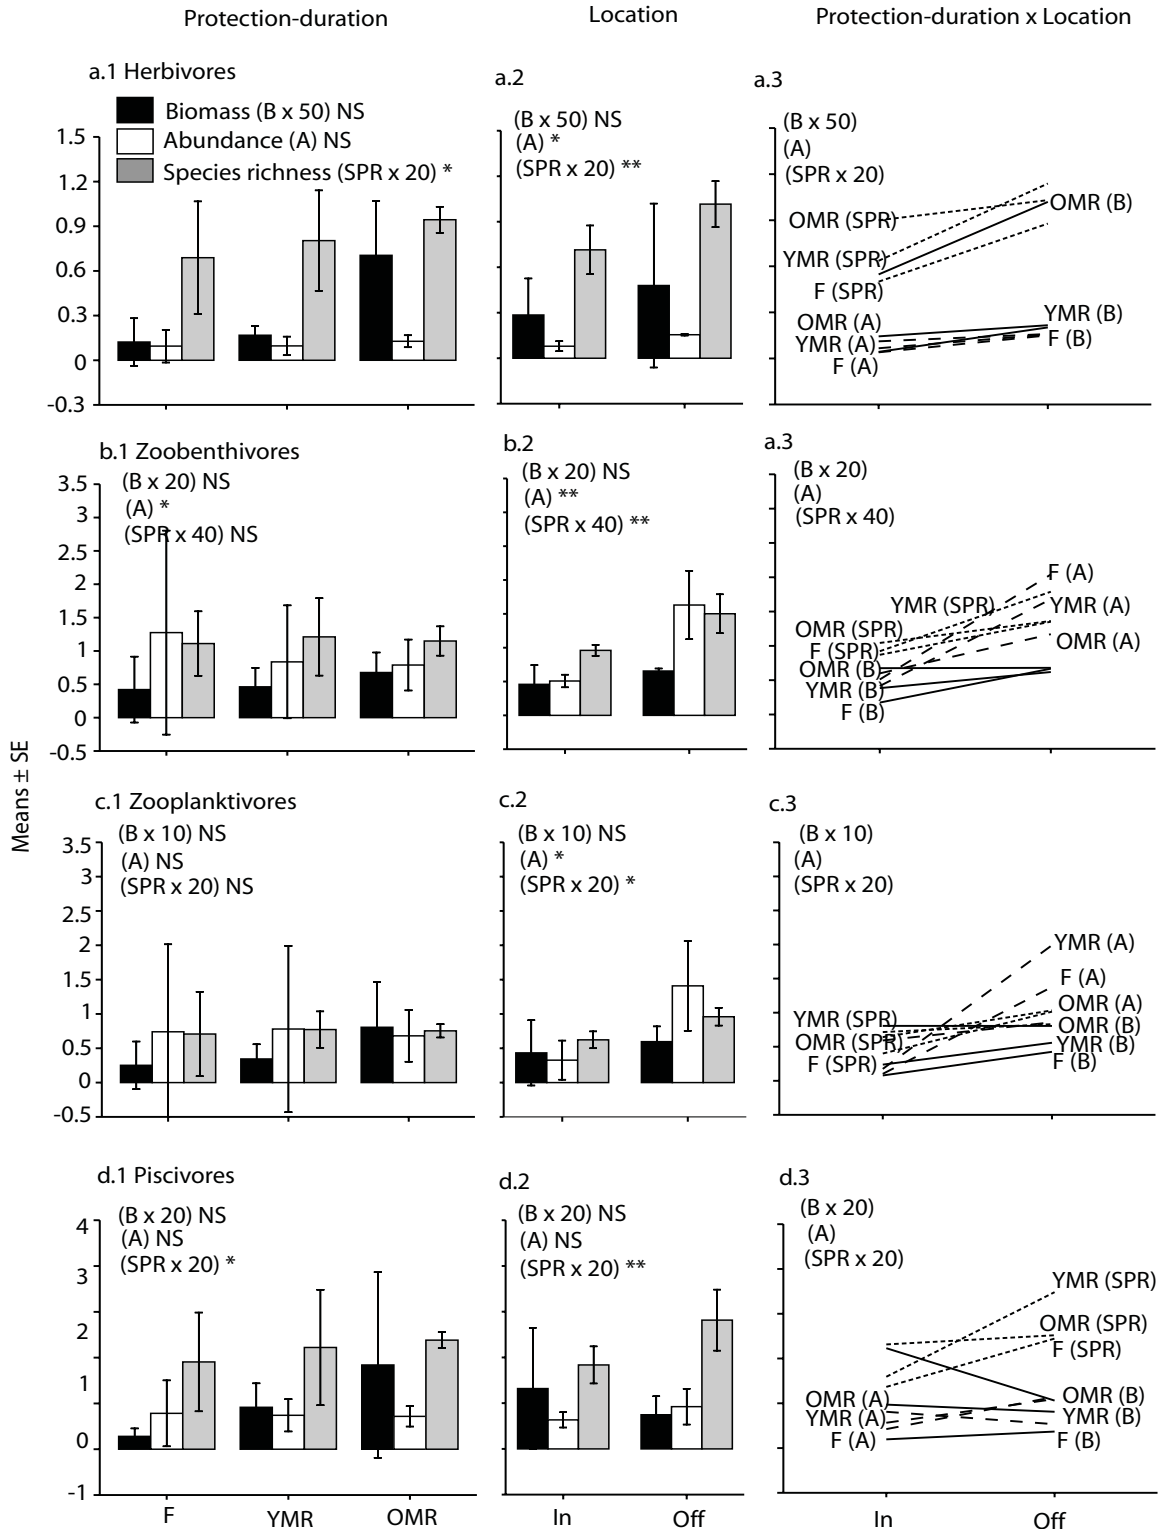 Protection-duration
Location
Protection-duration x Location
a.1 Herbivores
Biomass (B x 50) NS
Abundance (A) NS
Species richness (SPR x 20) *
1.5
1.2
0.9
0.6
0.3
0
-0.3
a.2
(B x 50) NS
(A) *
(SPR x 20) **
a.3
(B x 50)
(A)
(SPR x 20)
OMR (SPR)
YMR (SPR)
F (SPR)
OMR (A)
YMR (A)
F (A)
OMR (B)
YMR (B)
F (B)
b.1 Zoobenthivores
(B x 20) NS
(A) *
(SPR x 40) NS
3.5
3
2.5
2
1.5
1
0.5
0
-0.5
b.2
(B x 20) NS
(A) **
(SPR x 40) **
a.3
(B x 20)
(A)
(SPR x 40)
YMR (SPR)
OMR (SPR)
F (SPR)
OMR (B)
YMR (B)
F (B)
F (A)
YMR (A)
OMR (A)
Means ± SE
c.1 Zooplanktivores
(B x 10) NS
(A) NS
(SPR x 20) NS
3.5
3
2.5
2
1.5
1
0.5
0
-0.5
c.2
(B x 10) NS
(A) *
(SPR x 20) *
c.3
(B x 10)
(A)
(SPR x 20)
YMR (SPR)
OMR (SPR)
F (SPR)
YMR (A)
F (A)
OMR (A)
OMR (B)
YMR (B)
F (B)
d.1 Piscivores
(B x 20) NS
(A) NS
(SPR x 20) *
4
3
2
1
0
-1
F
YMR
OMR
d.2
(B x 20) NS
(A) NS
(SPR x 20) **
In
Off
d.3
(B x 20)
(A)
(SPR x 20)
OMR (A)
YMR (A)
F (A)
YMR (SPR)
OMR (SPR)
F (SPR)
OMR (B)
YMR (B)
F (B)
In
Off